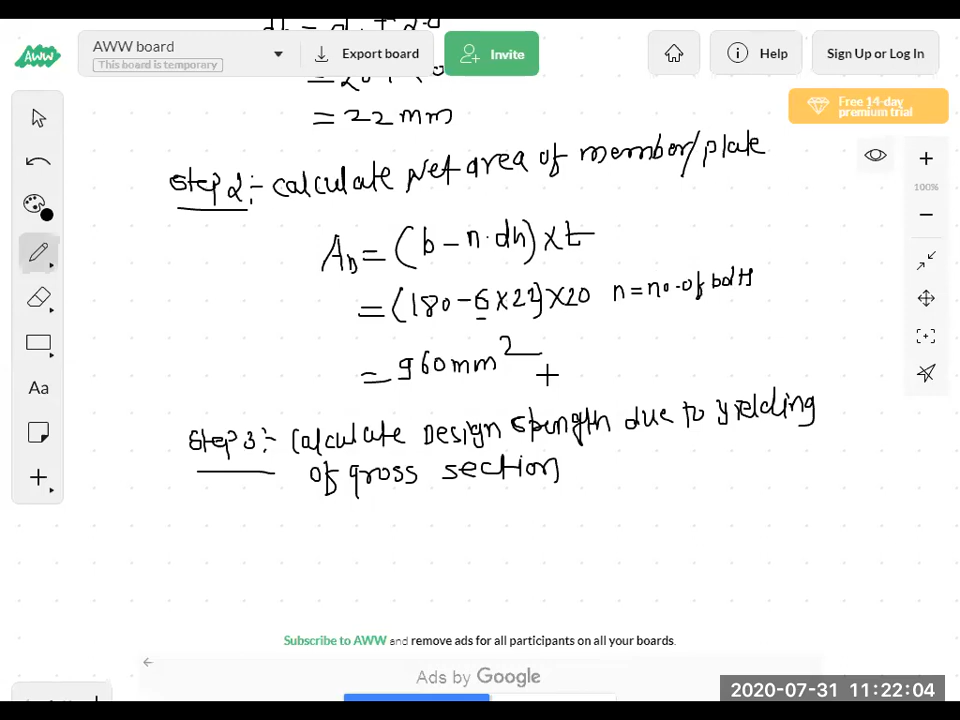 AWW
AWW board
This board is temporary
Export board
Invite
Help
Sign Up or Log In
Free 14-day
premium trial
= 22 mm
Step 2:- calculate Net area of member/plate
An = (b - n·dh) x t
= (180 - 6 x 22) x 20 n = no. of bolts
= 960 mm²
Step 3:- Calculate Design strength due to yielding
of gross section
100%
Aa
Subscribe to AWW and remove ads for all participants on all your boards.
Ads by Google
2020-07-31 11:22:04